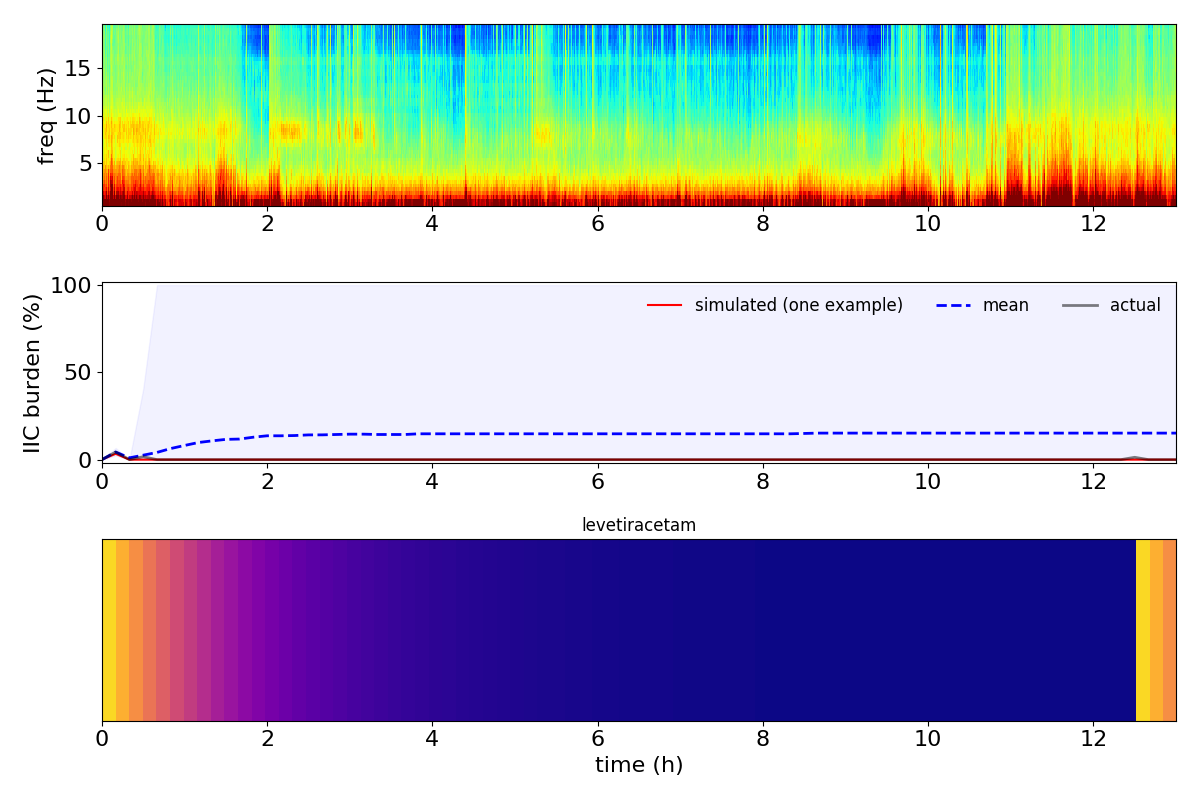 freq (Hz)
15
10
5
0 2 4 6 8 10 12
IIC burden (%)
100
50
0
simulated (one example) mean actual
0 2 4 6 8 10 12
levetiracetam
0 2 4 6 8 10 12
time (h)